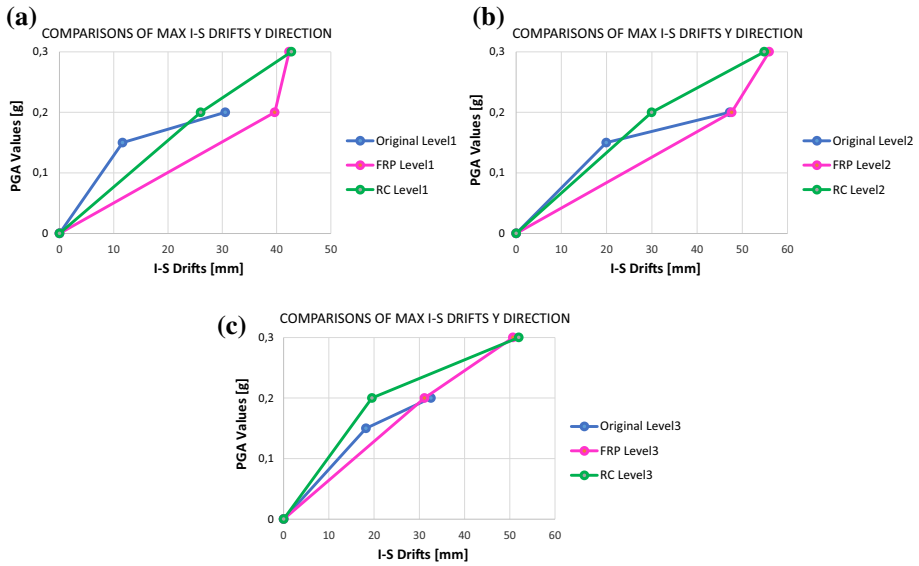 (a)
COMPARISONS OF MAX I-S DRIFTS Y DIRECTION
PGA Values [g]
0,3
0,2
0,1
0
0 10 20 30 40 50
I-S Drifts [mm]
Original Level1
FRP Level1
RC Level1
(b)
COMPARISONS OF MAX I-S DRIFTS Y DIRECTION
PGA Values [g]
0,3
0,2
0,1
0
0 10 20 30 40 50 60
I-S Drifts [mm]
Original Level2
FRP Level2
RC Level2
(c)
COMPARISONS OF MAX I-S DRIFTS Y DIRECTION
PGA Values [g]
0,3
0,2
0,1
0
0 10 20 30 40 50 60
I-S Drifts [mm]
Original Level3
FRP Level3
RC Level3